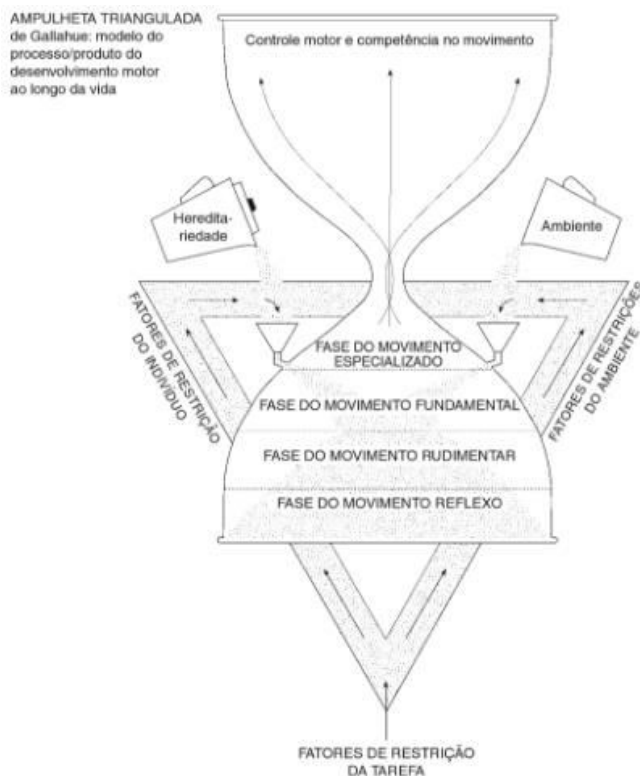 AMPULHETA TRIANGULADA
de Gallahue: modelo do
processo/produto do
desenvolvimento motor
ao longo da vida
Controle motor e competência no movimento
Heredita-
riedade
Ambiente
FATORES DE RESTRIÇÃO
DO INDIVÍDUO
FATORES DE RESTRIÇÕES
DO AMBIENTE
FASE DO MOVIMENTO
ESPECIALIZADO
FASE DO MOVIMENTO FUNDAMENTAL
FASE DO MOVIMENTO RUDIMENTAR
FASE DO MOVIMENTO REFLEXO
FATORES DE RESTRIÇÃO
DA TAREFA